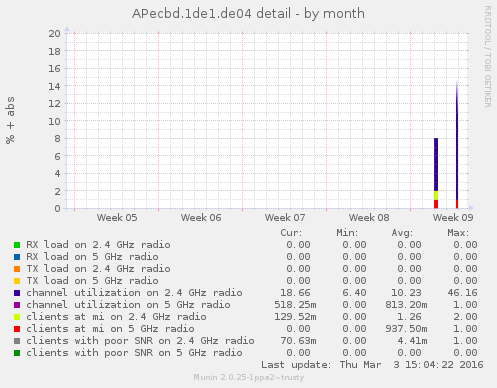 APecbd.1de1.de04 detail - by month
RRDTOOL / TOBI OETIKER
% + abs
20
18
16
14
12
10
8
6
4
2
0
Week 05 Week 06 Week 07 Week 08 Week 09
Cur: Min: Avg: Max:
RX load on 2.4 GHz radio 0.00 0.00 0.00 0.00
RX load on 5 GHz radio 0.00 0.00 0.00 0.00
TX load on 2.4 GHz radio 0.00 0.00 0.00 0.00
TX load on 5 GHz radio 0.00 0.00 0.00 0.00
channel utilization on 2.4 GHz radio 18.66 6.40 10.23 46.16
channel utilization on 5 GHz radio 518.25m 0.00 813.20m 1.00
clients at mi on 2.4 GHz radio 129.52m 0.00 1.26 2.00
clients at mi on 5 GHz radio 0.00 0.00 937.50m 1.00
clients with poor SNR on 2.4 GHz radio 70.63m 0.00 4.41m 1.00
clients with poor SNR on 5 GHz radio 0.00 0.00 0.00 0.00
Last update: Thu Mar 3 15:04:22 2016
Munin 2.0.25-1ppa2~trusty